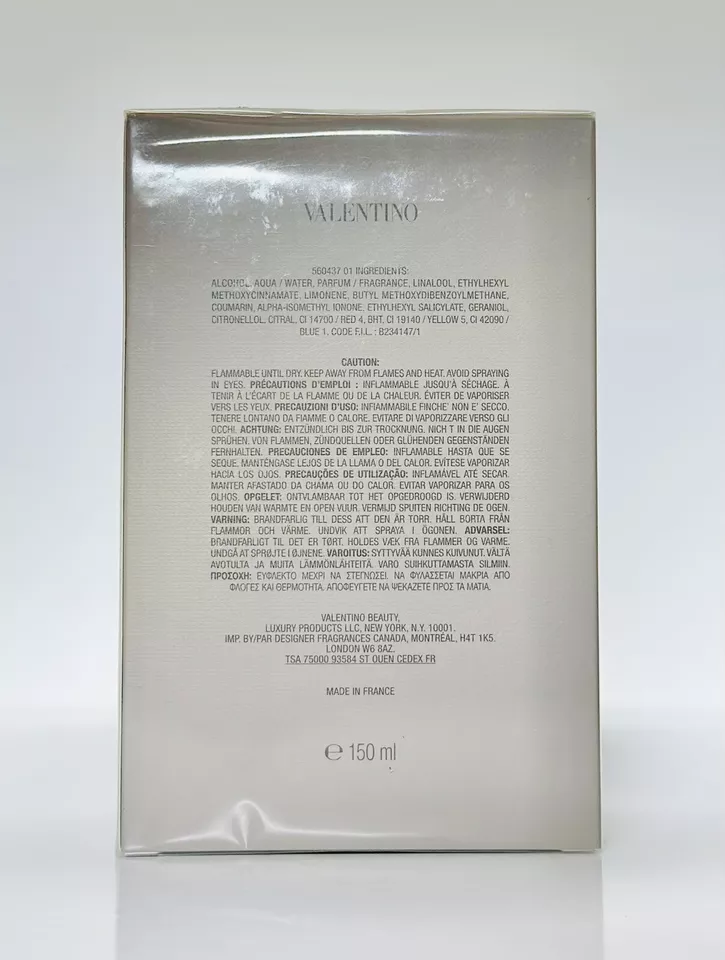 VALENTINO
560437 01 INGREDIENTS:
ALCOHOL, AQUA / WATER, PARFUM / FRAGRANCE, LINALOOL, ETHYLHEXYL
METHOXYCINNAMATE, LIMONENE, BUTYL METHOXYDIBENZOYLMETHANE,
COUMARIN, ALPHA-ISOMETHYL IONONE, ETHYLHEXYL SALICYLATE, GERANIOL,
CITRONELLOL, CITRAL, CI 14700 / RED 4, BHT, CI 19140 / YELLOW 5, CI 42090 /
BLUE 1. CODE F.I.L. : B234147/1
CAUTION:
FLAMMABLE UNTIL DRY. KEEP AWAY FROM FLAMES AND HEAT. AVOID SPRAYING
IN EYES. PRÉCAUTIONS D'EMPLOI : INFLAMMABLE JUSQU'À SÉCHAGE. À
TENIR À L'ÉCART DE LA FLAMME OU DE LA CHALEUR. ÉVITER DE VAPORISER
VERS LES YEUX. PRECAUZIONI D'USO: INFIAMMABILE FINCHE' NON E' SECCO.
TENERE LONTANO DA FIAMME O CALORE. EVITARE DI VAPORIZZARE VERSO GLI
OCCHI. ACHTUNG: ENTZÜNDLICH BIS ZUR TROCKNUNG. NICHT IN DIE AUGEN
SPRÜHEN. VON FLAMMEN, ZÜNDQUELLEN ODER GLÜHENDEN GEGENSTÄNDEN
FERNHALTEN. PRECAUCIONES DE EMPLEO: INFLAMABLE HASTA QUE SE
SEQUE. MANTÉNGASE LEJOS DE LA LLAMA O DEL CALOR. EVÍTESE VAPORIZAR
HACIA LOS OJOS. PRECAUÇÕES DE UTILIZAÇÃO: INFLAMÁVEL ATÉ SECAR.
MANTER AFASTADO DA CHAMA OU DO CALOR. EVITAR VAPORIZAR PARA OS
OLHOS. OPGELET: ONTVLAMBAAR TOT HET OPGEDROOGD IS. VERWIJDERD
HOUDEN VAN WARMTE EN OPEN VUUR. VERMIJD SPUITEN RICHTING DE OGEN.
VARNING: BRANDFARLIG TILL DESS ATT DEN ÄR TORR. HÅLL BORTA FRÅN
FLAMMOR OCH VÄRME. UNDVIK ATT SPRAYA I ÖGONEN. ADVARSEL:
BRANDFARLIGT TIL DET ER TØRT. HOLDES VÆK FRA FLAMMER OG VARME.
UNDGÅ AT SPRØJTE I ØJNENE. VAROITUS: SYTTYVÄÄ KUNNES KUIVUNUT. VÄLTÄ
AVOTULTA JA MUITA LÄMMÖNLÄHTEITÄ. VARO SUIHKUTTAMASTA SILMIIN.
ΠΡΟΣΟΧΗ: ΕΥΦΛΕΚΤΟ ΜΕΧΡΙ ΝΑ ΣΤΕΓΝΩΣΕΙ. ΝΑ ΦΥΛΑΣΣΕΤΑΙ ΜΑΚΡΙΑ ΑΠΟ
ΦΛΟΓΕΣ ΚΑΙ ΘΕΡΜΟΤΗΤΑ. ΑΠΟΦΕΥΓΕΤΕ ΝΑ ΨΕΚΑΖΕΤΕ ΠΡΟΣ ΤΑ ΜΑΤΙΑ.
VALENTINO BEAUTY,
LUXURY PRODUCTS LLC, NEW YORK, N.Y. 10001.
IMP. BY/PAR DESIGNER FRAGRANCES CANADA, MONTRÉAL, H4T 1K5.
LONDON W6 8AZ.
TSA 75000 93584 ST OUEN CEDEX FR
MADE IN FRANCE
℮ 150 ml